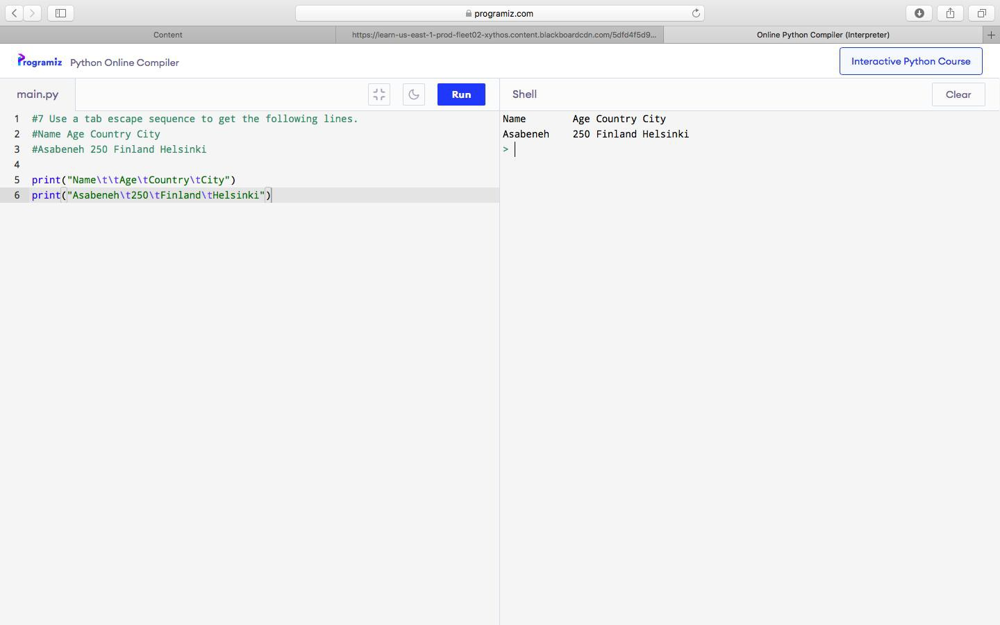 programiz.com
Content
https://learn-us-east-1-prod-fleet02-xythos.content.blackboardcdn.com/5dfd4f5d9...
Online Python Compiler (Interpreter)
Programiz Python Online Compiler
Interactive Python Course
main.py
Run
Shell
Clear
1 #7 Use a tab escape sequence to get the following lines.
2 #Name Age Country City
3 #Asabeneh 250 Finland Helsinki
4
5 print("Name\t\tAge\tCountry\tCity")
6 print("Asabeneh\t250\tFinland\tHelsinki")
Name Age Country City
Asabeneh 250 Finland Helsinki
>